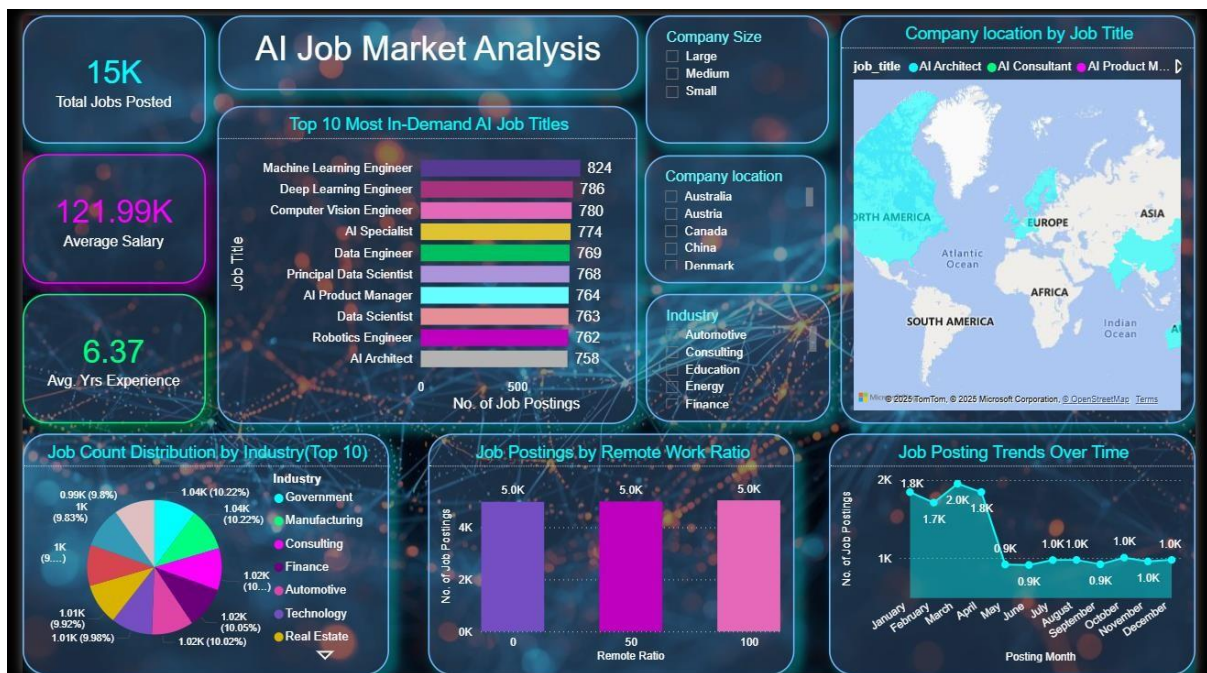 15K
Total Jobs Posted
121.99K
Average Salary
6.37
Avg. Yrs Experience
AI Job Market Analysis
Top 10 Most In-Demand AI Job Titles
Job Title
Machine Learning Engineer 824
Deep Learning Engineer 786
Computer Vision Engineer 780
AI Specialist 774
Data Engineer 769
Principal Data Scientist 768
AI Product Manager 764
Data Scientist 763
Robotics Engineer 762
AI Architect 758
0 500
No. of Job Postings
Company Size
Large
Medium
Small
Company location
Australia
Austria
Canada
China
Denmark
Industry
Automotive
Consulting
Education
Energy
Finance
Company location by Job Title
job_title AI Architect AI Consultant AI Product M...
ORTH AMERICA
EUROPE
ASIA
Atlantic
Ocean
AFRICA
SOUTH AMERICA
Indian
Ocean
© 2025 TomTom, © 2025 Microsoft Corporation, © OpenStreetMap Terms
Job Count Distribution by Industry(Top 10)
0.99K (9.8%)
1K
(9.83%)
1K
(9....)
1.01K
(9.92%)
1.01K (9.98%)
1.02K (10.02%)
1.02K
(10.05%)
1.02K
(10...)
1.04K
(10.22%)
1.04K (10.22%)
Industry
Government
Manufacturing
Consulting
Finance
Automotive
Technology
Real Estate
Job Postings by Remote Work Ratio
No. of Job Postings
5.0K 5.0K 5.0K
4K
2K
0K
0 50 100
Remote Ratio
Job Posting Trends Over Time
No. of Job Postings
2K
1K
1.8K
1.7K
2.0K
1.8K
0.9K
0.9K
1.0K
1.0K
0.9K
1.0K
1.0K
1.0K
January
February
March
April
May
June
July
August
September
October
November
December
Posting Month